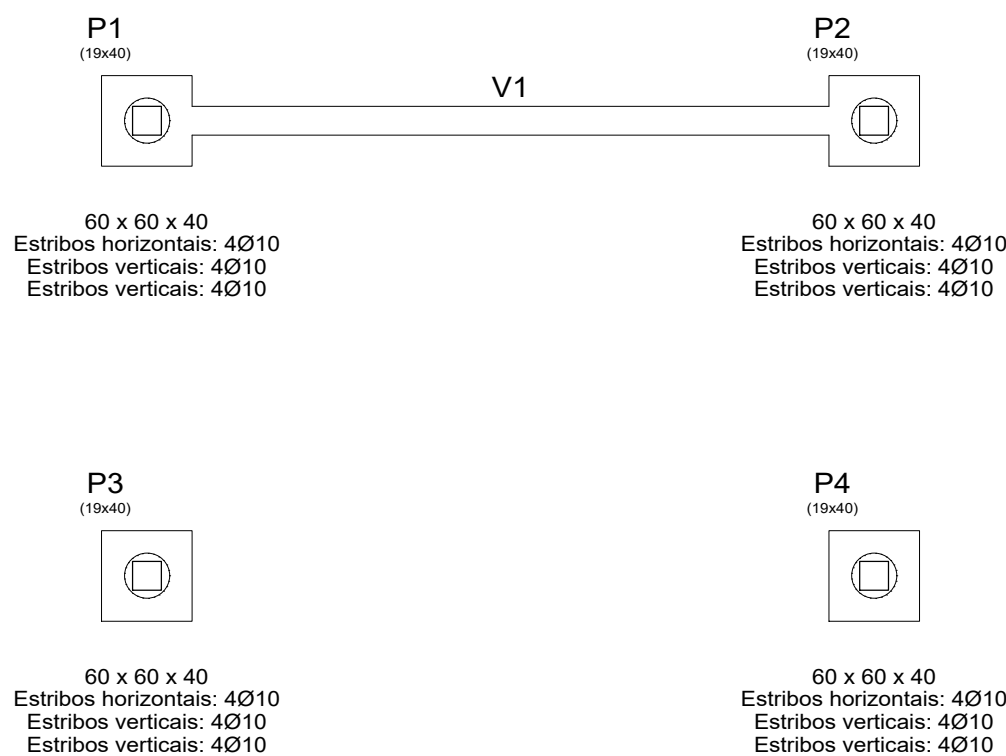 P1
(19x40)
P2
(19x40)
V1
60 x 60 x 40
Estribos horizontais: 4Ø10
Estribos verticais: 4Ø10
Estribos verticais: 4Ø10
60 x 60 x 40
Estribos horizontais: 4Ø10
Estribos verticais: 4Ø10
Estribos verticais: 4Ø10
P3
(19x40)
P4
(19x40)
60 x 60 x 40
Estribos horizontais: 4Ø10
Estribos verticais: 4Ø10
Estribos verticais: 4Ø10
60 x 60 x 40
Estribos horizontais: 4Ø10
Estribos verticais: 4Ø10
Estribos verticais: 4Ø10